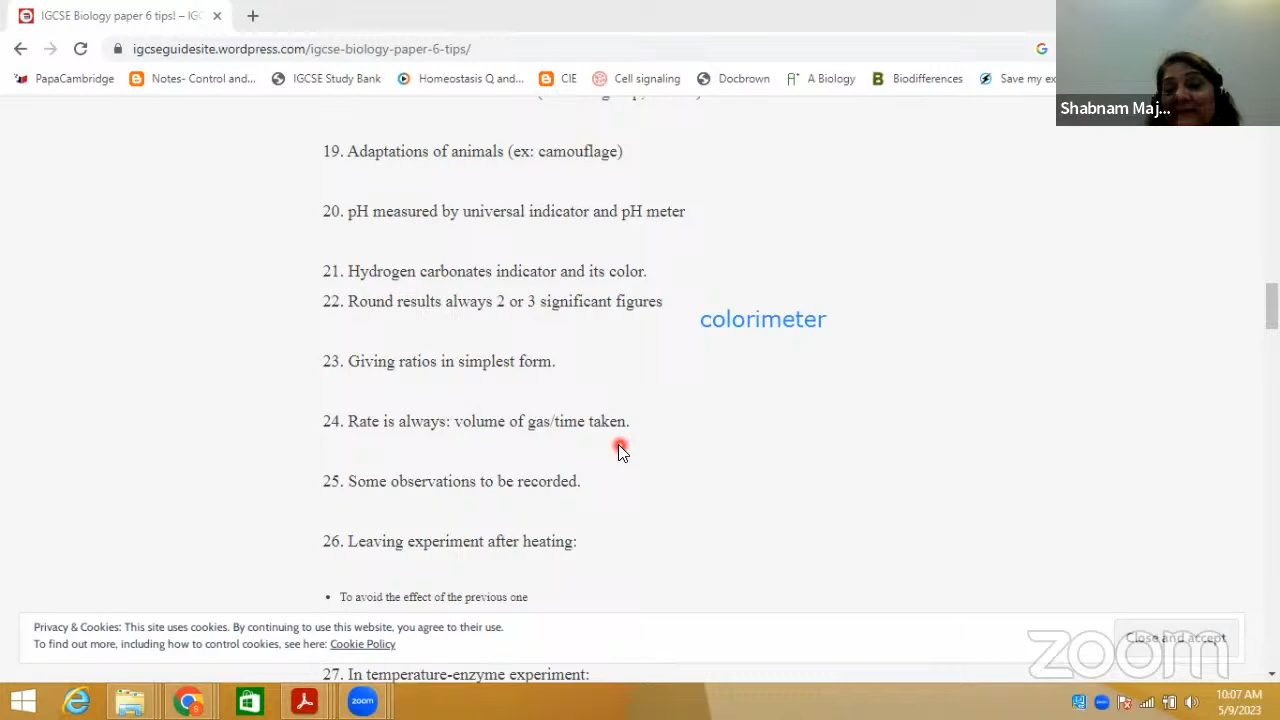 IGCSE Biology paper 6 tips! – IGC
igcseguidesite.wordpress.com/igcse-biology-paper-6-tips/
PapaCambridge
Notes- Control and...
IGCSE Study Bank
Homeostasis Q and...
CIE
Cell signaling
Docbrown
A Biology
Biodifferences
Save my ex
Shabnam Maj...
19. Adaptations of animals (ex: camouflage)
20. pH measured by universal indicator and pH meter
21. Hydrogen carbonates indicator and its color.
22. Round results always 2 or 3 significant figures
colorimeter
23. Giving ratios in simplest form.
24. Rate is always: volume of gas/time taken.
25. Some observations to be recorded.
26. Leaving experiment after heating:
• To avoid the effect of the previous one
Privacy & Cookies: This site uses cookies. By continuing to use this website, you agree to their use.
To find out more, including how to control cookies, see here: Cookie Policy
Close and accept
zoom
27. In temperature-enzyme experiment:
zoom
10:07 AM
5/9/2023